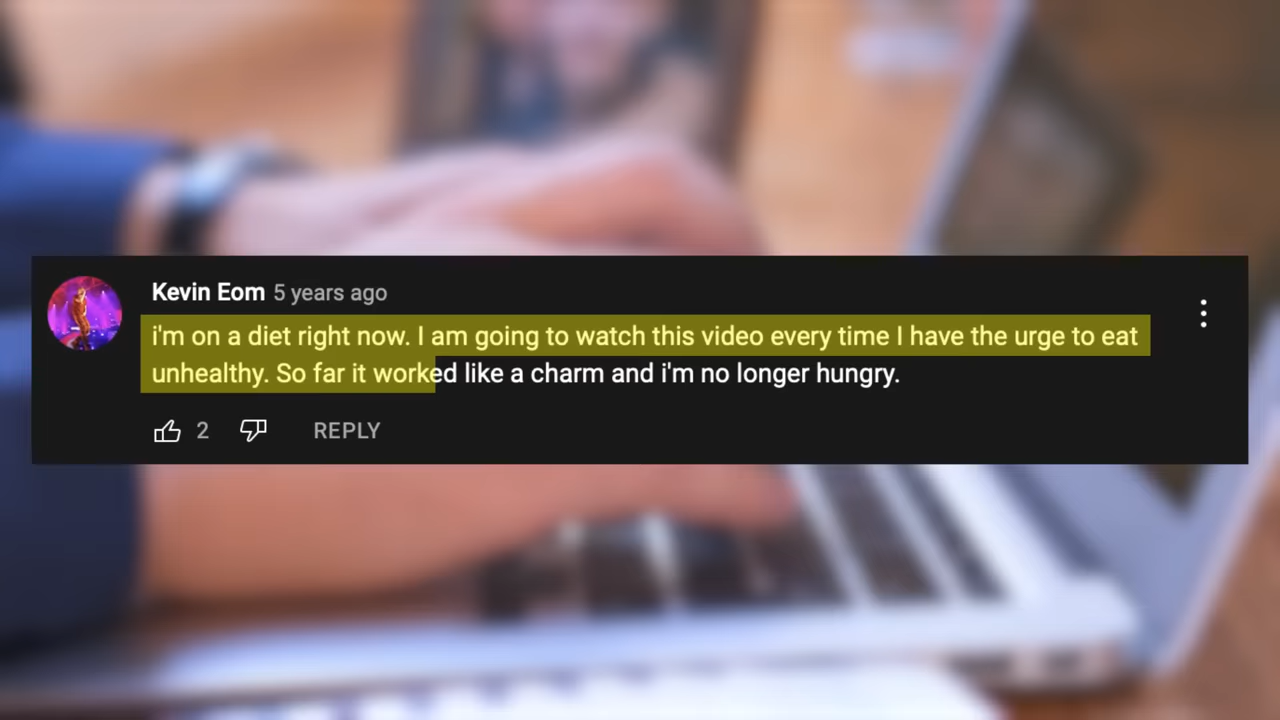 Kevin Eom 5 years ago
i'm on a diet right now. I am going to watch this video every time I have the urge to eat
unhealthy. So far it worked like a charm and i'm no longer hungry.
2 REPLY